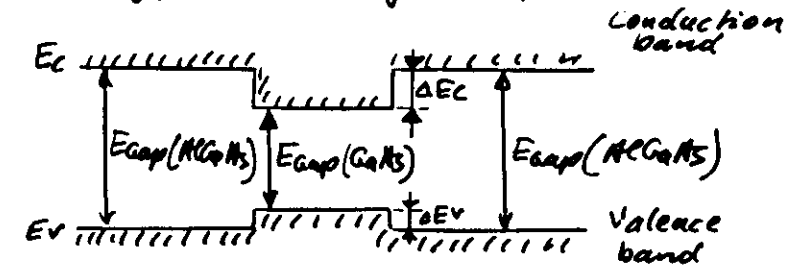 Conduction
band
Ec
ΔEc
EGap(AlGaAs) EGap(GaAs) EGap(AlGaAs)
ΔEv
Ev
Valence
band